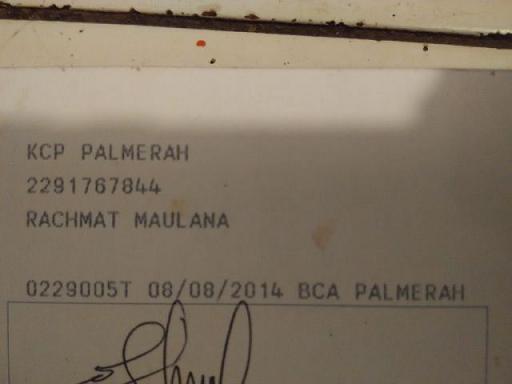 KCP PALMERAH
2291767844
RACHMAT MAULANA
0229005T 08/08/2014 BCA PALMERAH